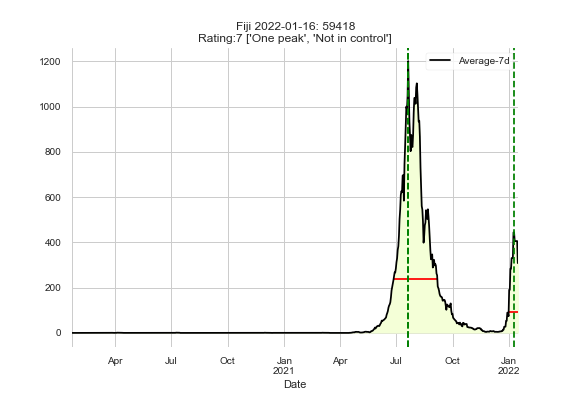 Fiji 2022-01-16: 59418
Rating:7 ['One peak', 'Not in control']
Average-7d
1200
1000
800
600
400
200
0
Apr
Jul
Oct
Jan
2021
Apr
Jul
Oct
Jan
2022
Date